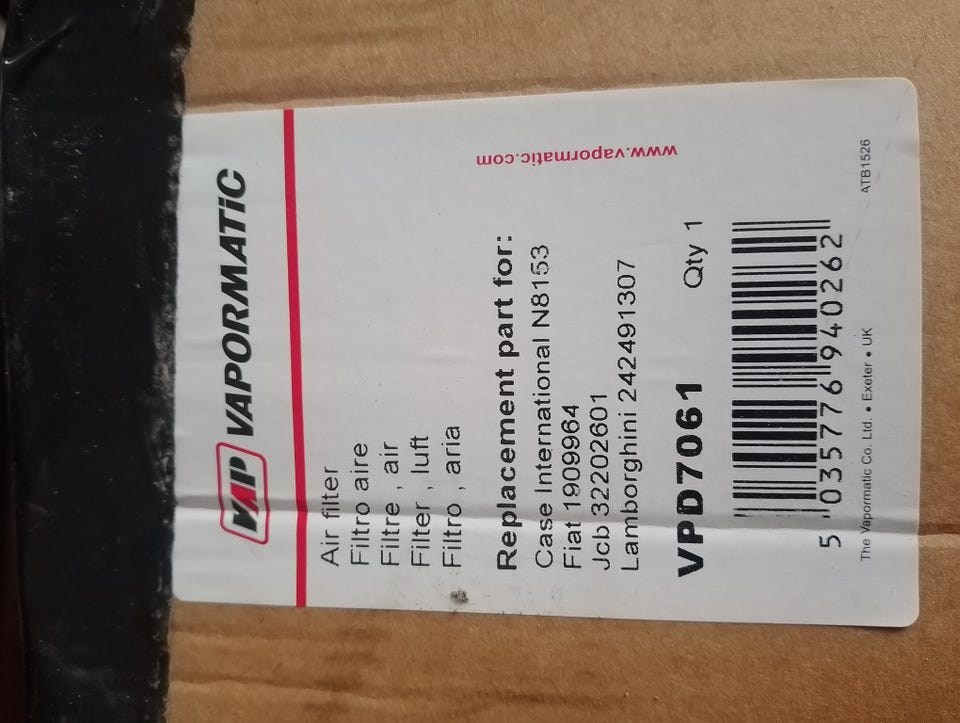 VAP VAPORMATiC
Air filter
Filtro aire
Filtre , air
Filter , luft
Filtro , aria
www.vapormatic.com
Replacement part for:
Case International N8153
Fiat 1909964
Jcb 32202601
Lamborghini 242491307
VPD7061 Qty 1
5 035776 940262
The Vapormatic Co. Ltd. • Exeter • UK ATB1526